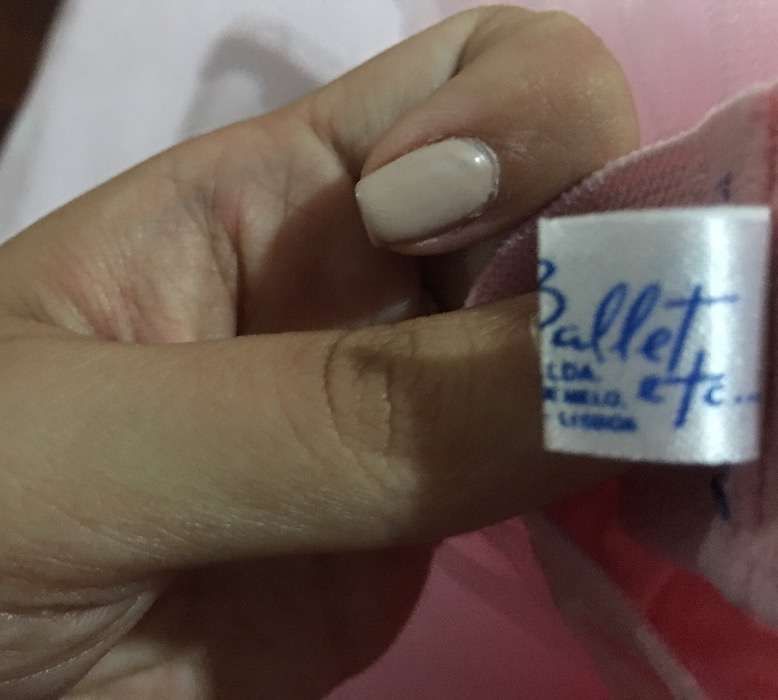 Ballet
etc...
LDA.
MELO,
LISBOA